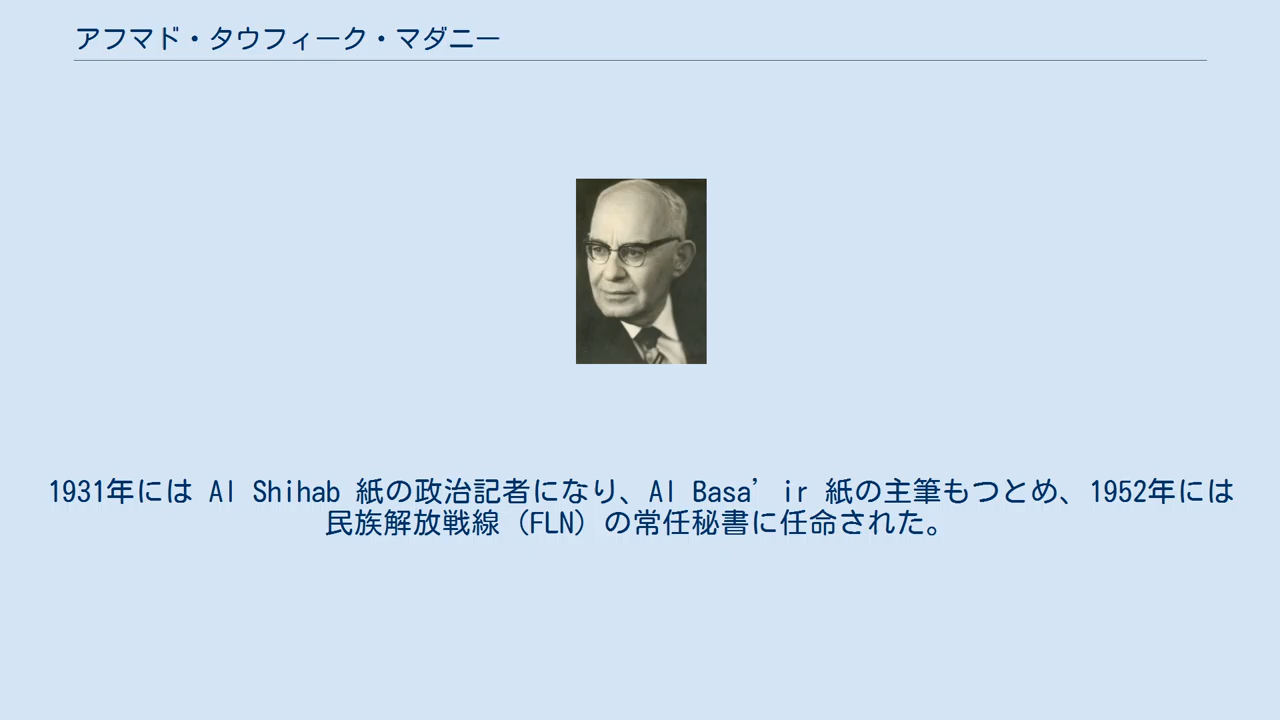 アフマド・タウフィーク・マダニー
1931年には Al Shihab 紙の政治記者になり、Al Basa’ir 紙の主筆もつとめ、1952年には
民族解放戦線（FLN）の常任秘書に任命された。